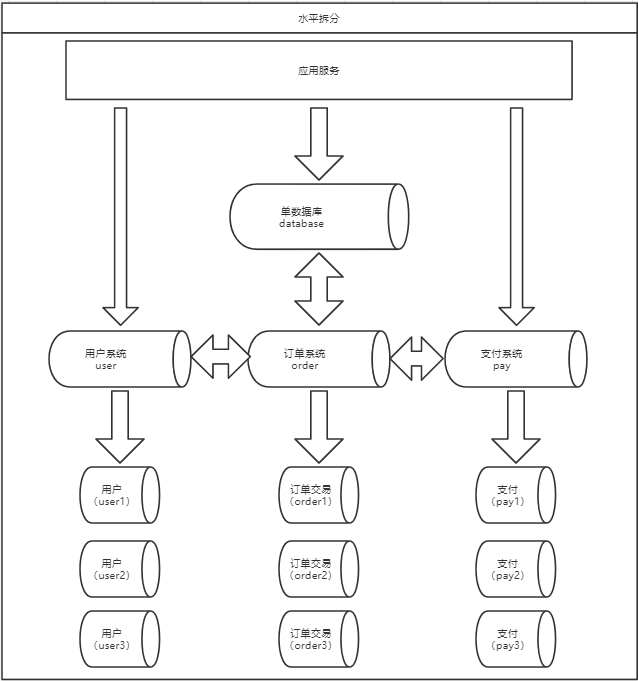 水平拆分
应用服务
单数据库
database
用户系统
user
订单系统
order
支付系统
pay
用户
（user1）
订单交易
（order1）
支付
（pay1）
用户
（user2）
订单交易
（order2）
支付
（pay2）
用户
（user3）
订单交易
（order3）
支付
（pay3）